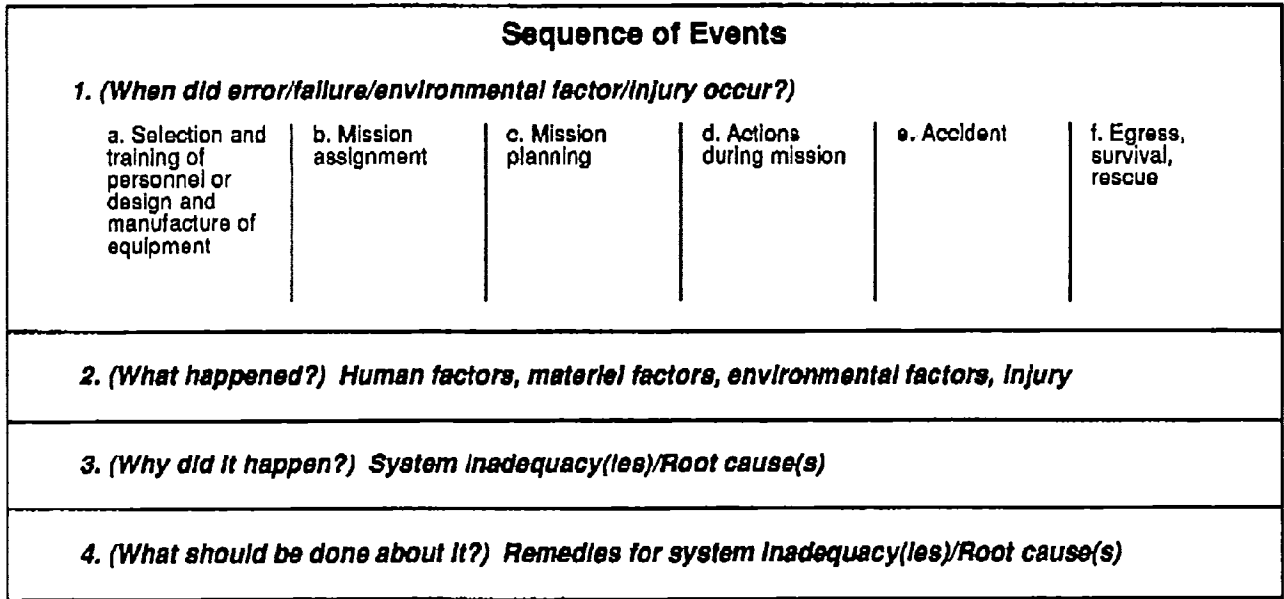 Sequence of Events
1. (When did error/failure/environmental factor/injury occur?)
a. Selection and
training of
personnel or
design and
manufacture of
equipment
b. Mission
assignment
c. Mission
planning
d. Actions
during mission
e. Accident
f. Egress,
survival,
rescue
2. (What happened?) Human factors, materiel factors, environmental factors, injury
3. (Why did it happen?) System inadequacy(ies)/Root cause(s)
4. (What should be done about it?) Remedies for system inadequacy(ies)/Root cause(s)